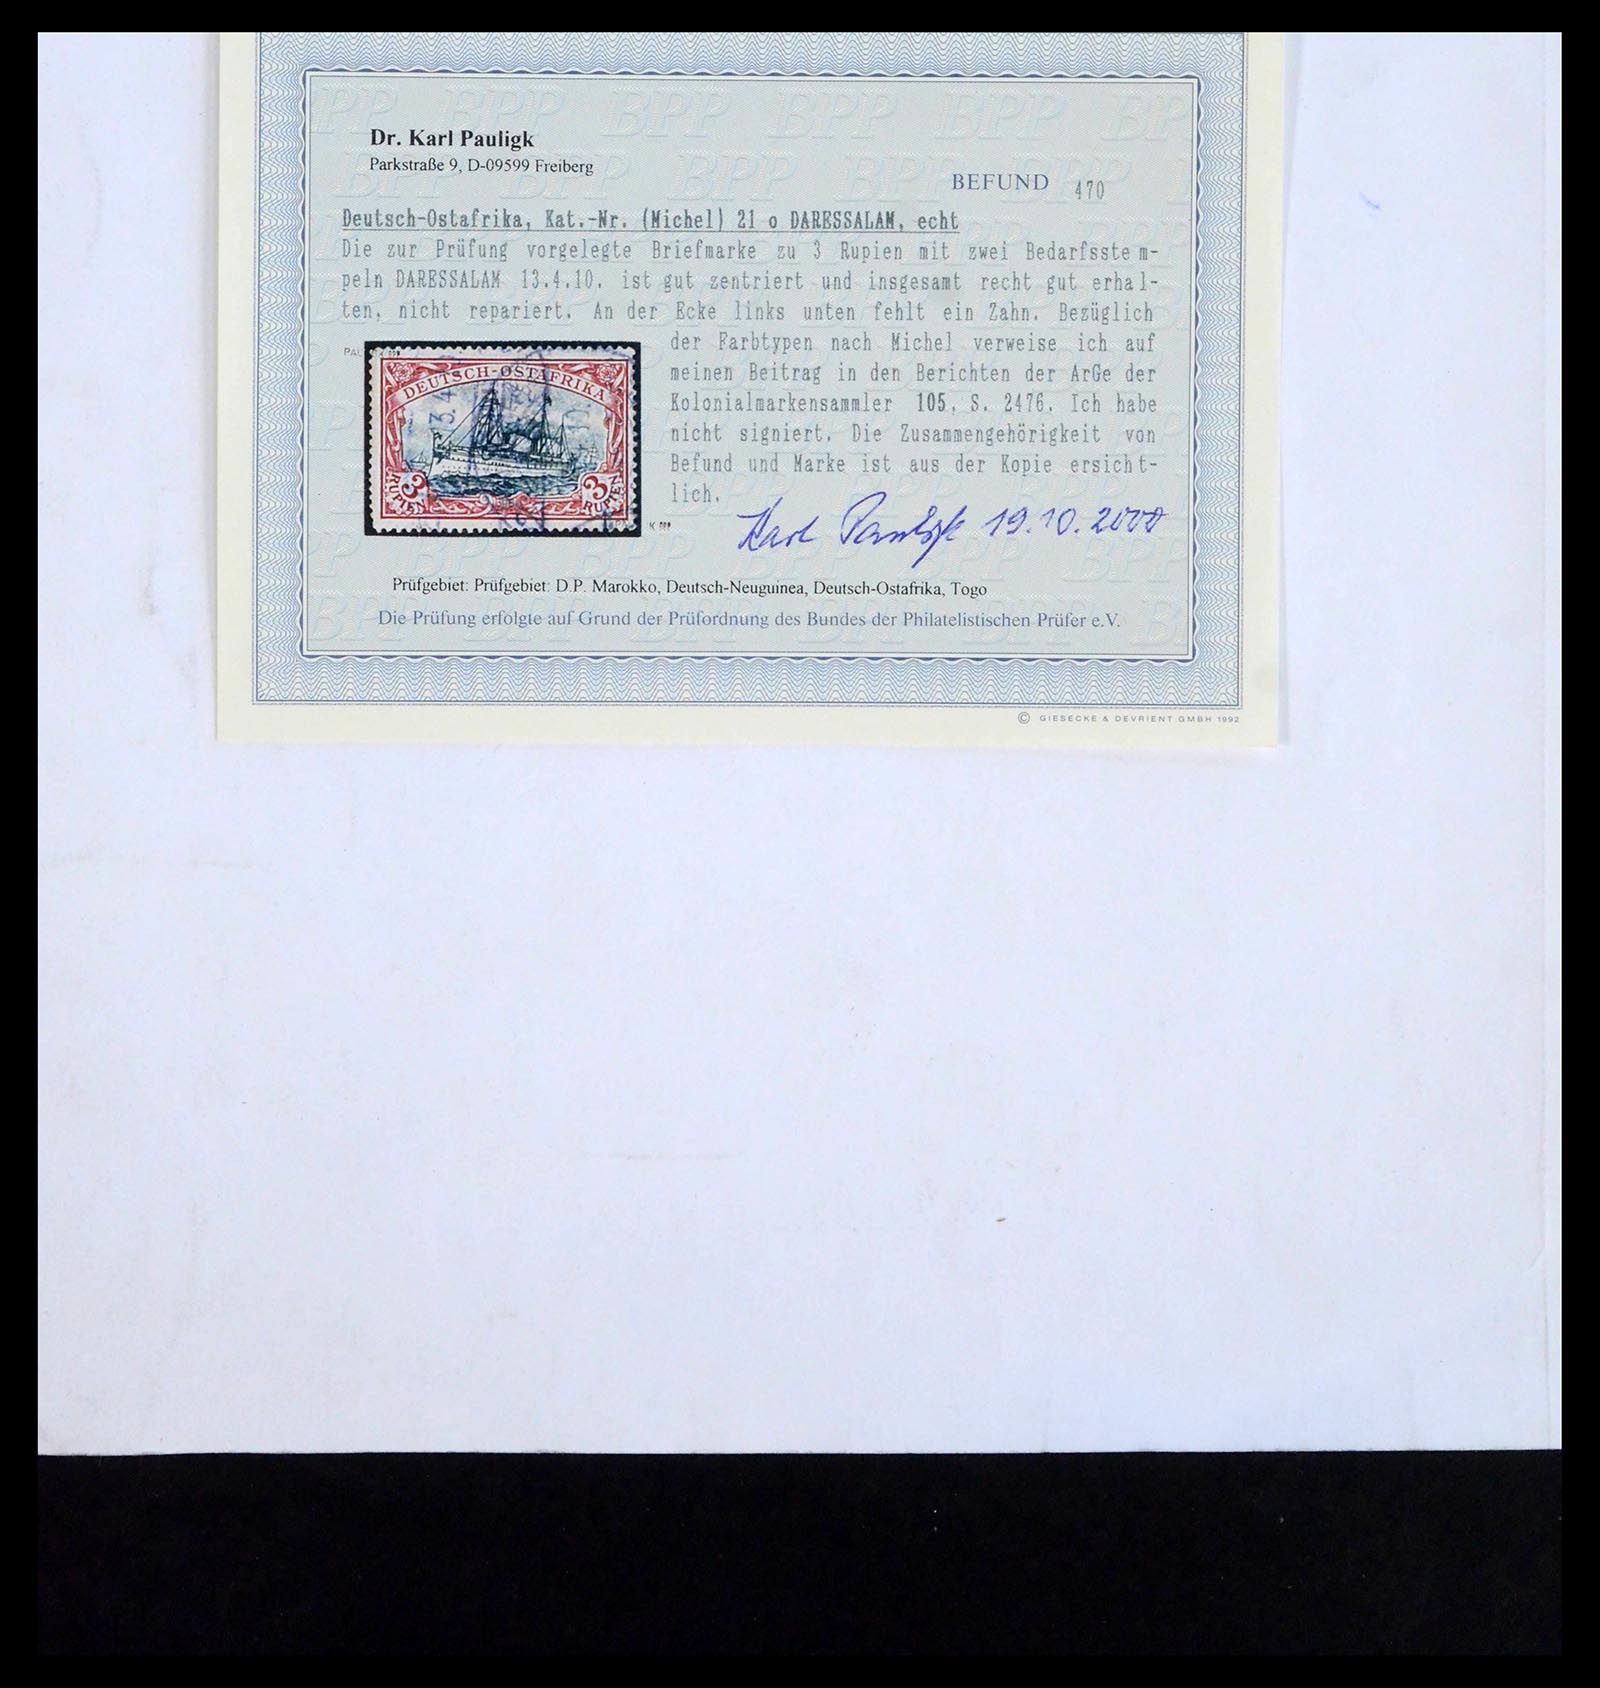 Dr. Karl Pauligk
Parkstraße 9, D-09599 Freiberg
BEFUND 470
Deutsch-Ostafrika, Kat.-Nr. (Michel) 21 o DARESSALAM, echt
Die zur Prüfung vorgelegte Briefmarke zu 3 Rupien mit zwei Bedarfsstem-
peln DARESSALAM 13.4.10. ist gut zentriert und insgesamt recht gut erhal-
ten, nicht repariert. An der Ecke links unten fehlt ein Zahn. Bezüglich
der Farbtypen nach Michel verweise ich auf
meinen Beitrag in den Berichten der ArGe der
Kolonialmarkensammler 105, S. 2476. Ich habe
nicht signiert. Die Zusammengehörigkeit von
Befund und Marke ist aus der Kopie ersicht-
lich.
DEUTSCH-OSTAFRIKA
3 RUPIEN
3 RUPIEN
Karl Pauligk 19.10.2000
Prüfgebiet: Prüfgebiet: D.P. Marokko, Deutsch-Neuguinea, Deutsch-Ostafrika, Togo
Die Prüfung erfolgte auf Grund der Prüfordnung des Bundes der Philatelistischen Prüfer e.V.
© GIESECKE & DEVRIENT GMBH 1992